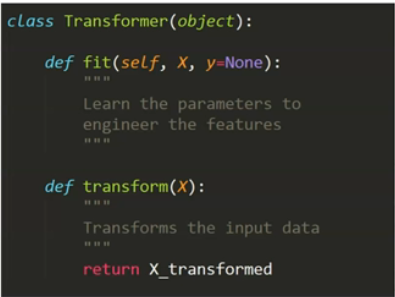 class Transformer(object):
def fit(self, X, y=None):
"""
Learn the parameters to
engineer the features
"""
def transform(X):
"""
Transforms the input data
"""
return X_transformed